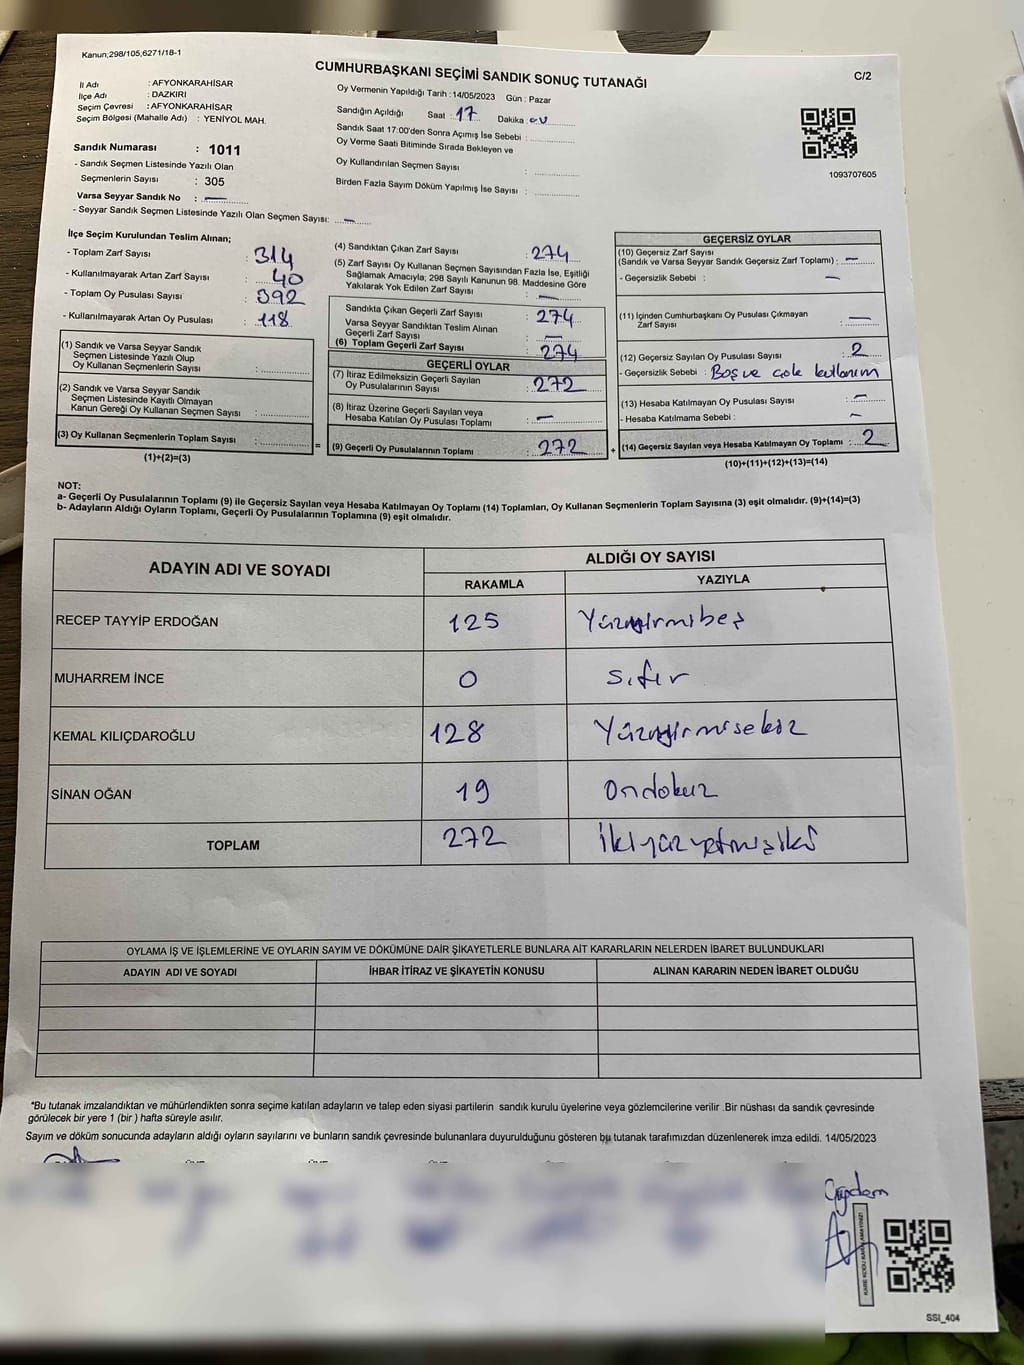 Kanun,298/105,6271/18-1
CUMHURBAŞKANI SEÇİMİ SANDIK SONUÇ TUTANAĞI
C/2
İl Adı : AFYONKARAHİSAR
İlçe Adı : DAZKIRI
Seçim Çevresi : AFYONKARAHİSAR
Seçim Bölgesi (Mahalle Adı) : YENİYOL MAH.
Sandık Numarası : 1011
- Sandık Seçmen Listesinde Yazılı Olan
Seçmenlerin Sayısı : 305
Varsa Seyyar Sandık No : —
- Seyyar Sandık Seçmen Listesinde Yazılı Olan Seçmen Sayısı: —
Oy Vermenin Yapıldığı Tarih : 14/05/2023 Gün : Pazar
Sandığın Açıldığı Saat : 17 Dakika :
Sandık Saat 17:00'den Sonra Açımış İse Sebebi :
Oy Verme Saati Bitiminde Sırada Bekleyen ve
Oy Kullandırılan Seçmen Sayısı :
Birden Fazla Sayım Döküm Yapılmış İse Sayısı :
1093707605
İlçe Seçim Kurulundan Teslim Alınan;
- Toplam Zarf Sayısı : 314
- Kullanılmayarak Artan Zarf Sayısı : 40
- Toplam Oy Pusulası Sayısı : 392
- Kullanılmayarak Artan Oy Pusulası : 118
(1) Sandık ve Varsa Seyyar Sandık
Seçmen Listesinde Yazılı Olup
Oy Kullanan Seçmenlerin Sayısı :
(2) Sandık ve Varsa Seyyar Sandık
Seçmen Listesinde Kayıtlı Olmayan
Kanun Gereği Oy Kullanan Seçmen Sayısı :
(3) Oy Kullanan Seçmenlerin Toplam Sayısı :
(1)+(2)=(3)
(4) Sandıktan Çıkan Zarf Sayısı : 274
(5) Zarf Sayısı Oy Kullanan Seçmen Sayısından Fazla İse, Eşitliği
Sağlamak Amacıyla; 298 Sayılı Kanunun 98. Maddesine Göre
Yakılarak Yok Edilen Zarf Sayısı : —
Sandıkta Çıkan Geçerli Zarf Sayısı : 274
Varsa Seyyar Sandıktan Teslim Alınan
Geçerli Zarf Sayısı : —
(6) Toplam Geçerli Zarf Sayısı : 274
GEÇERLİ OYLAR
(7) İtiraz Edilmeksizin Geçerli Sayılan
Oy Pusulalarının Sayısı : 272
(8) İtiraz Üzerine Geçerli Sayılan veya
Hesaba Katılan Oy Pusulası Toplamı : —
= (9) Geçerli Oy Pusulalarının Toplamı : 272 +
GEÇERSİZ OYLAR
(10) Geçersiz Zarf Sayısı
(Sandık ve Varsa Seyyar Sandık Geçersiz Zarf Toplamı) : —
- Geçersizlik Sebebi : —
(11) İçinden Cumhurbaşkanı Oy Pusulası Çıkmayan
Zarf Sayısı : —
(12) Geçersiz Sayılan Oy Pusulası Sayısı : 2
- Geçersizlik Sebebi : Boş ve çok kullanım
(13) Hesaba Katılmayan Oy Pusulası Sayısı : —
- Hesaba Katılmama Sebebi : —
(14) Geçersiz Sayılan veya Hesaba Katılmayan Oy Toplamı : 2
(10)+(11)+(12)+(13)=(14)
NOT:
a- Geçerli Oy Pusulalarının Toplamı (9) ile Geçersiz Sayılan veya Hesaba Katılmayan Oy Toplamı (14) Toplamları, Oy Kullanan Seçmenlerin Toplam Sayısına (3) eşit olmalıdır. (9)+(14)=(3)
b- Adayların Aldığı Oyların Toplamı, Geçerli Oy Pusulalarının Toplamına (9) eşit olmalıdır.
ADAYIN ADI VE SOYADI ALDIĞI OY SAYISI
RAKAMLA YAZIYLA
RECEP TAYYİP ERDOĞAN 125 Yüzyirmibeş
MUHARREM İNCE 0 sıfır
KEMAL KILIÇDAROĞLU 128 Yüzyirmisekiz
SİNAN OĞAN 19 Ondokuz
TOPLAM 272 İkiyüzyetmişiki
OYLAMA İŞ VE İŞLEMLERİNE VE OYLARIN SAYIM VE DÖKÜMÜNE DAİR ŞİKAYETLERLE BUNLARA AİT KARARLARIN NELERDEN İBARET BULUNDUKLARI
ADAYIN ADI VE SOYADI İHBAR İTİRAZ VE ŞİKAYETİN KONUSU ALINAN KARARIN NEDEN İBARET OLDUĞU
*Bu tutanak imzalandıktan ve mühürlendikten sonra seçime katılan adayların ve talep eden siyasi partilerin sandık kurulu üyelerine veya gözlemcilerine verilir .Bir nüshası da sandık çevresinde
görülecek bir yere 1 (bir ) hafta süreyle asılır.
Sayım ve döküm sonucunda adayların aldığı oyların sayılarını ve bunların sandık çevresinde bulunanlara duyurulduğunu gösteren bu tutanak tarafımızdan düzenlenerek imza edildi. 14/05/2023
SSI_404